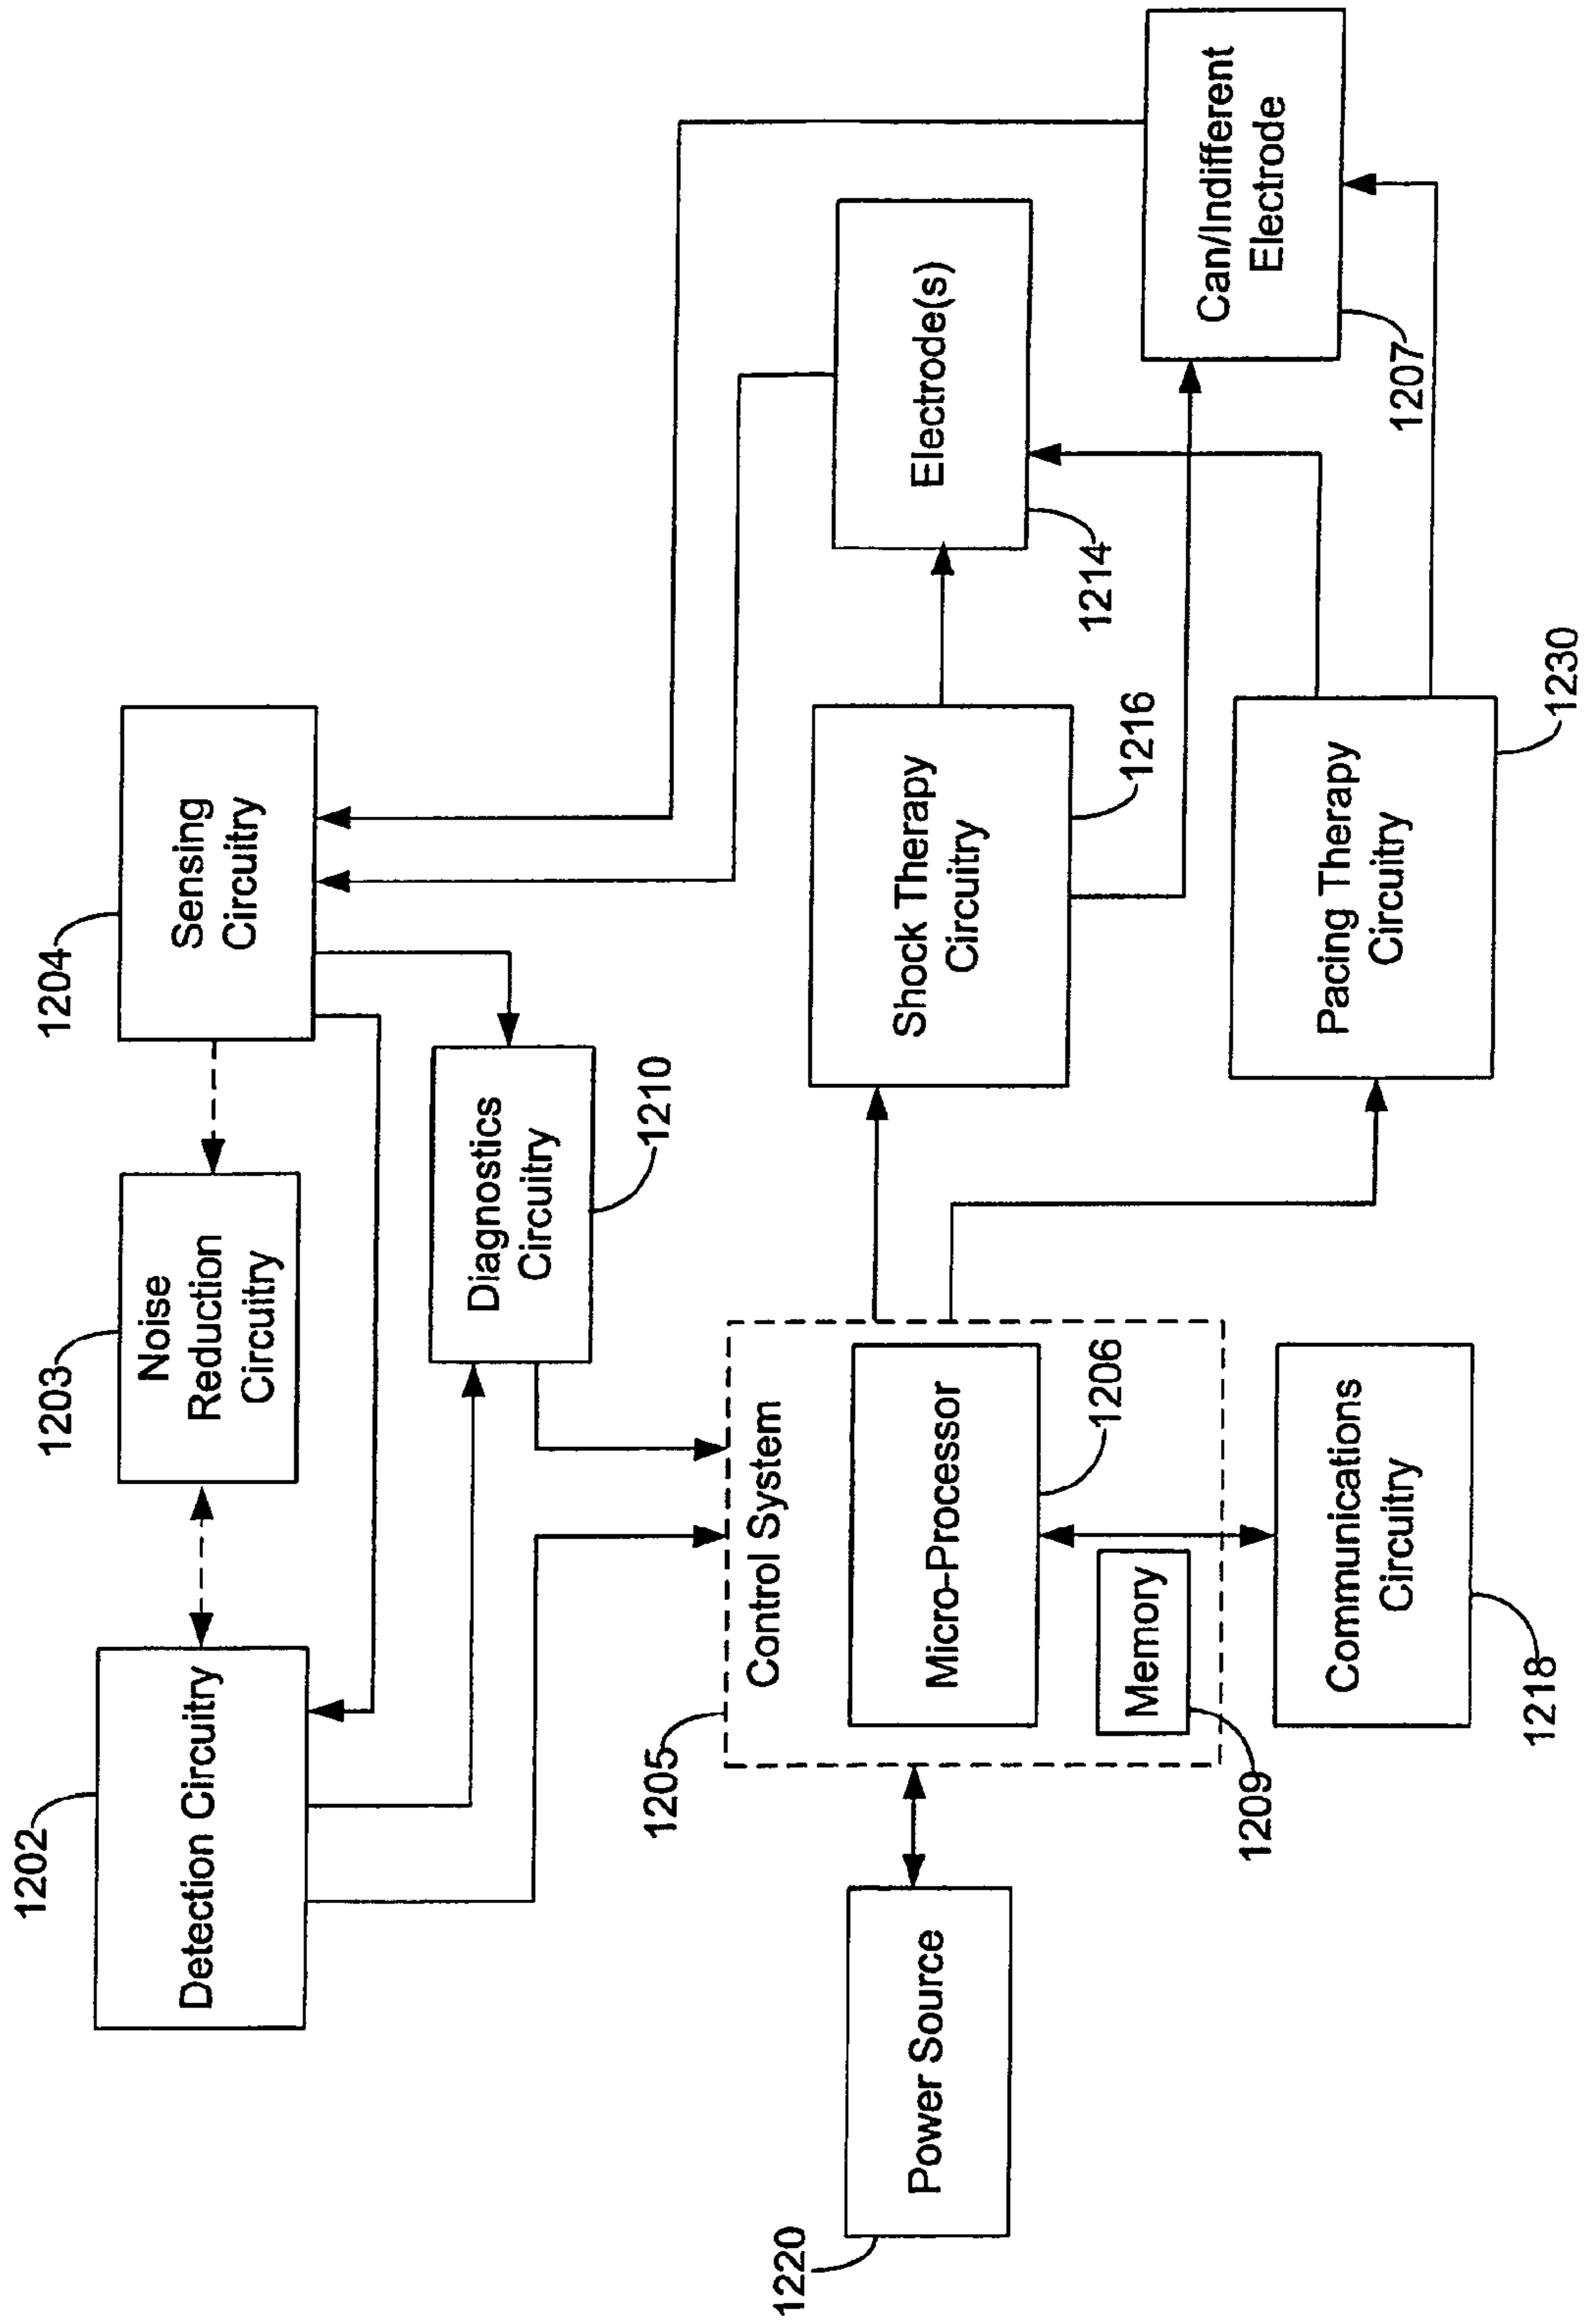 1202
Detection Circuitry
1203
Noise
Reduction
Circuitry
1204
Sensing
Circuitry
Diagnostics
Circuitry
1210
1205
Control System
Micro-Processor
1206
Memory
1209
1220
Power Source
Communications
Circuitry
1218
Shock Therapy
Circuitry
1216
Pacing Therapy
Circuitry
1230
Electrode(s)
1214
Can/Indifferent
Electrode
1207